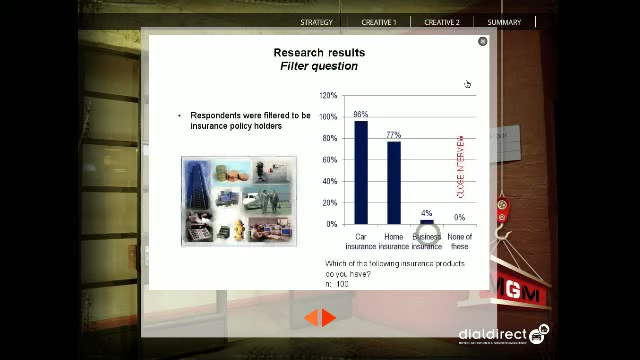 STRATEGY
CREATIVE 1
CREATIVE 2
SUMMARY
Research results
Filter question
• Respondents were filtered to be
insurance policy holders
120%
100%
80%
60%
40%
20%
0%
96%
77%
4%
0%
CLOSE INTERVIEW
Car
insurance
Home
insurance
Business
insurance
None of
these
Which of the following insurance products
do you have?
n: 100
MGM
dialdirect